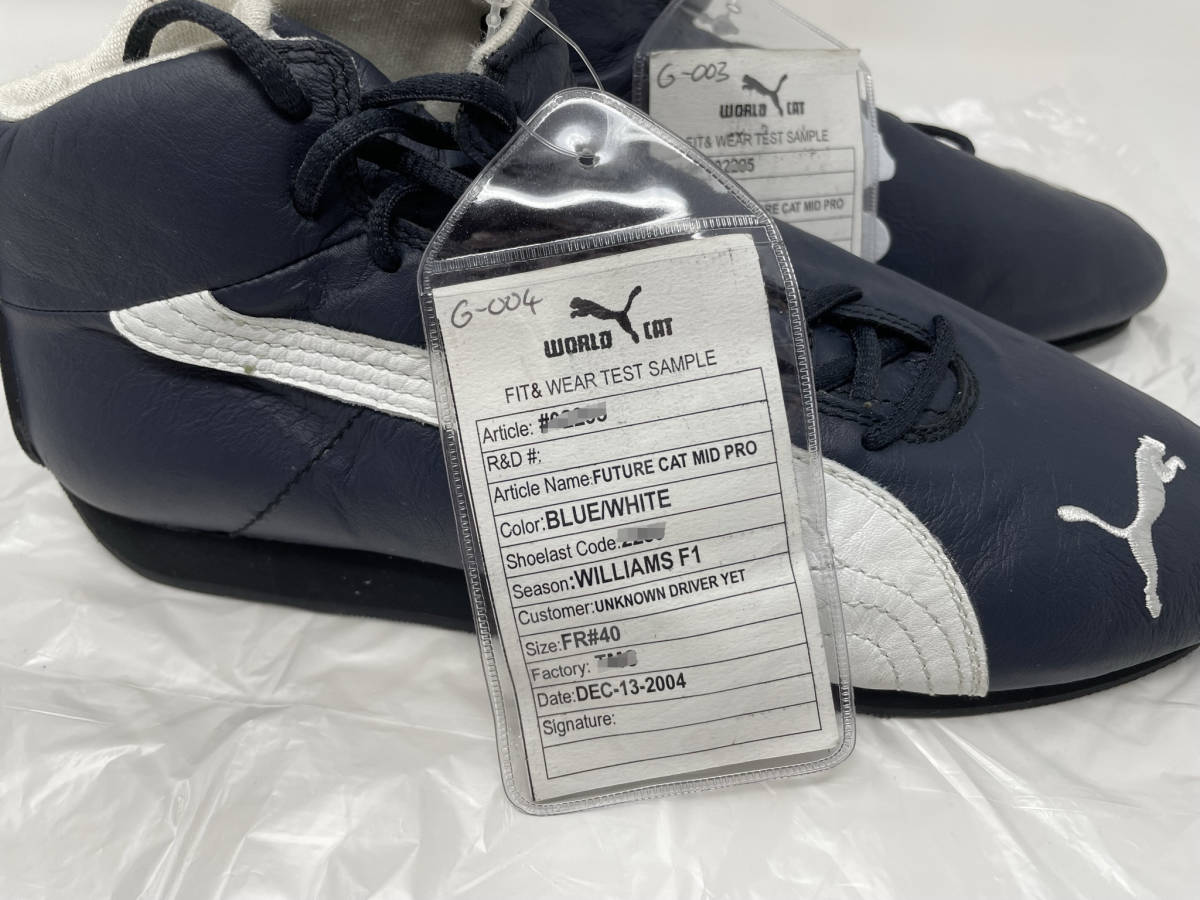 G-003
WORLD CAT
FIT& WEAR TEST SAMPLE
2295
RE CAT MID PRO
G-004
WORLD CAT
FIT& WEAR TEST SAMPLE
Article:
R&D #:
Article Name:FUTURE CAT MID PRO
Color:BLUE/WHITE
Shoelast Code:
Season:WILLIAMS F1
Customer:UNKNOWN DRIVER YET
Size:FR#40
Factory:
Date:DEC-13-2004
Signature: